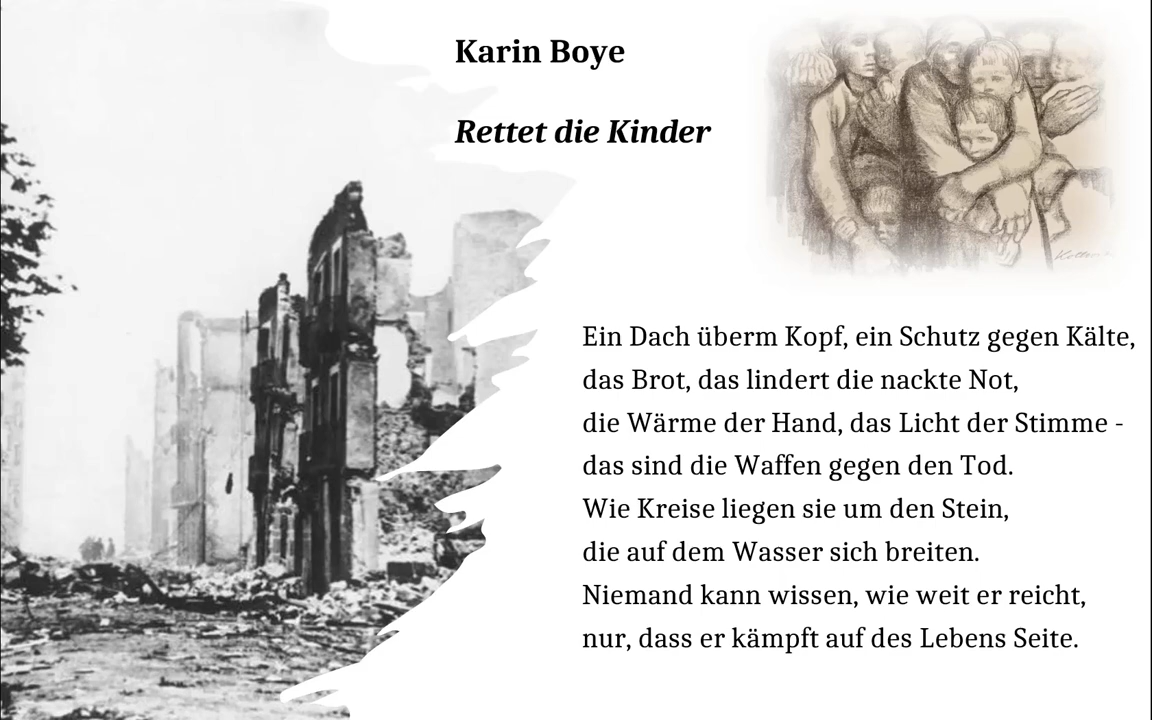 Karin Boye
Rettet die Kinder
Ein Dach überm Kopf, ein Schutz gegen Kälte,
das Brot, das lindert die nackte Not,
die Wärme der Hand, das Licht der Stimme -
das sind die Waffen gegen den Tod.
Wie Kreise liegen sie um den Stein,
die auf dem Wasser sich breiten.
Niemand kann wissen, wie weit er reicht,
nur, dass er kämpft auf des Lebens Seite.